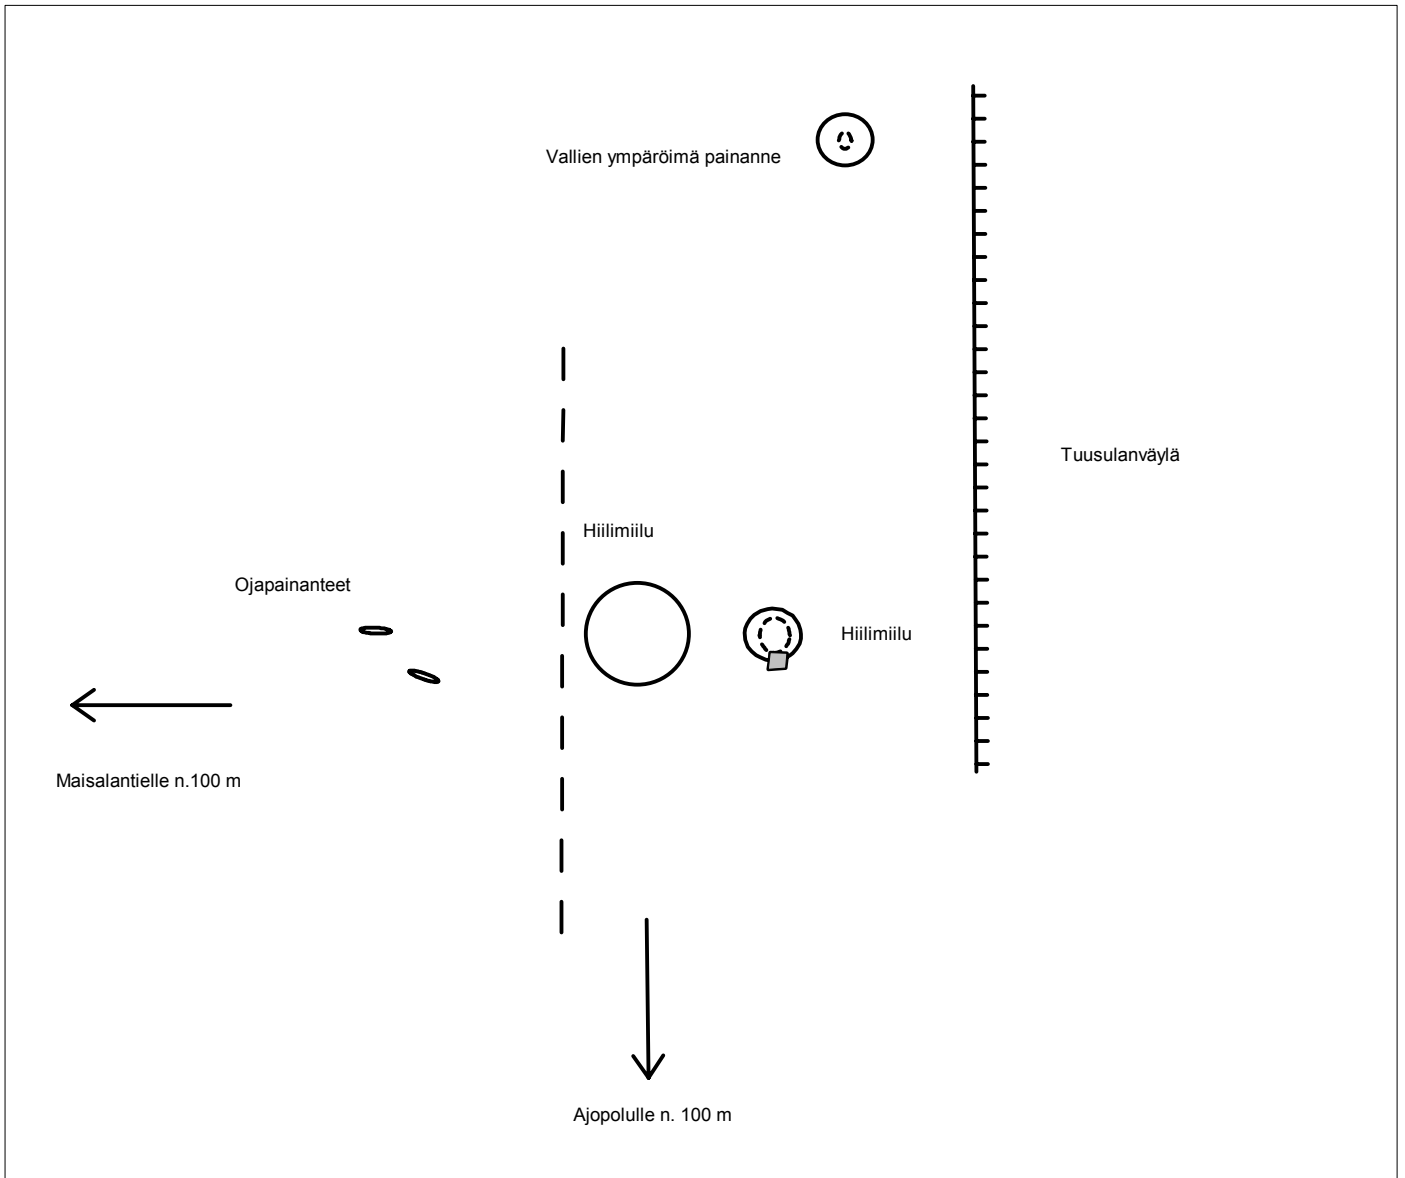 Vallien ympäröimä painanne
Tuusulanväylä
Hiilimiilu
Ojapainanteet
Hiilimiilu
Maisalantielle n.100 m
Ajopolulle n. 100 m